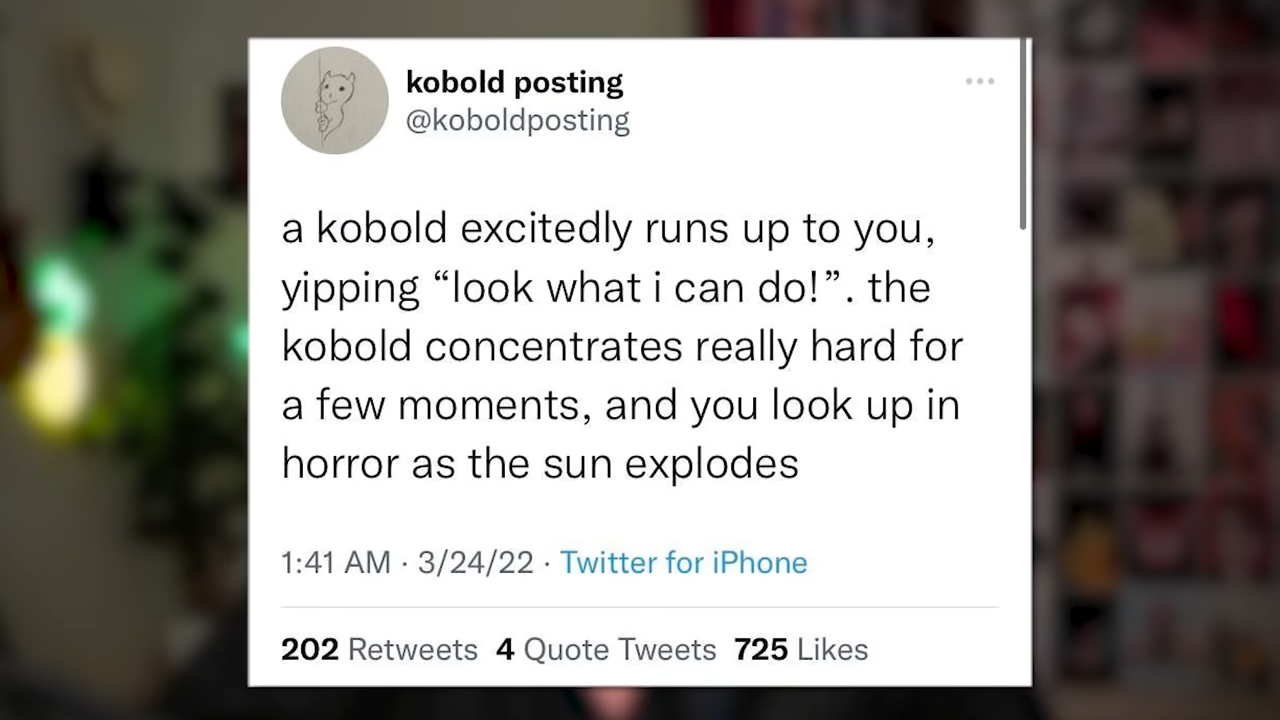 kobold posting
@koboldposting
a kobold excitedly runs up to you,
yipping “look what i can do!”. the
kobold concentrates really hard for
a few moments, and you look up in
horror as the sun explodes
1:41 AM · 3/24/22 · Twitter for iPhone
202 Retweets 4 Quote Tweets 725 Likes